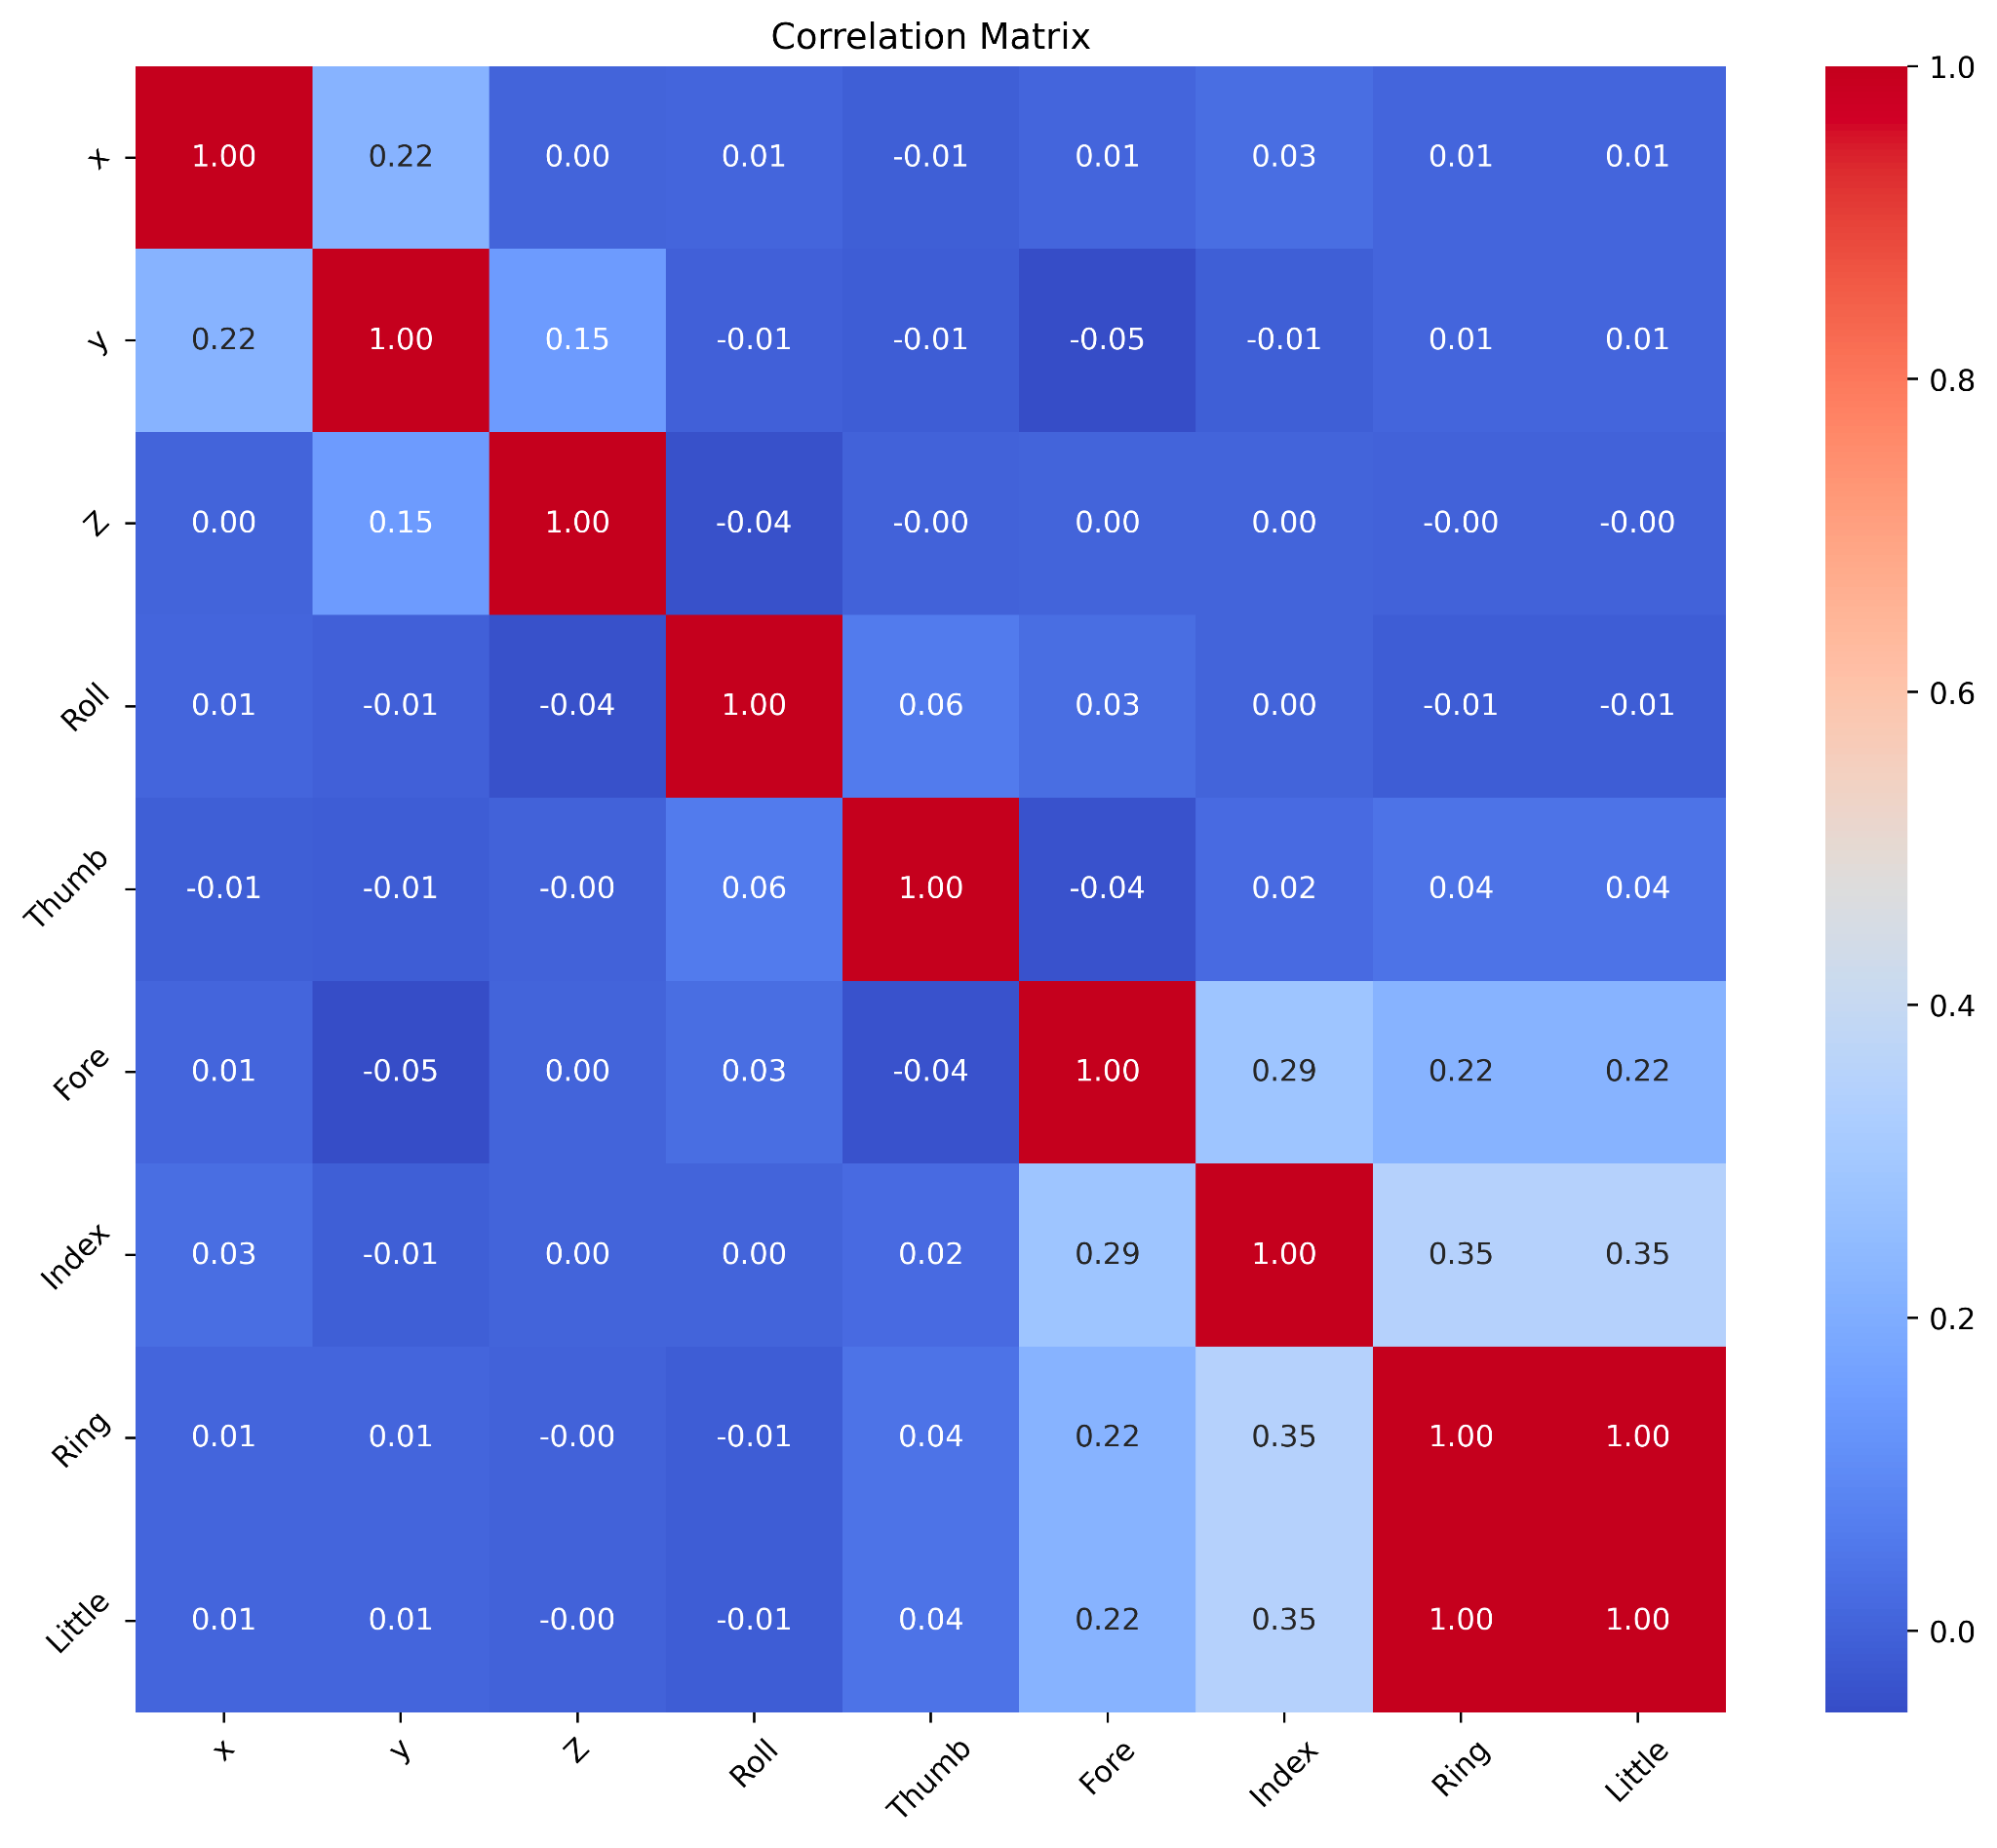 Correlation Matrix
x 1.00 0.22 0.00 0.01 -0.01 0.01 0.03 0.01 0.01
y 0.22 1.00 0.15 -0.01 -0.01 -0.05 -0.01 0.01 0.01
Z 0.00 0.15 1.00 -0.04 -0.00 0.00 0.00 -0.00 -0.00
Roll 0.01 -0.01 -0.04 1.00 0.06 0.03 0.00 -0.01 -0.01
Thumb -0.01 -0.01 -0.00 0.06 1.00 -0.04 0.02 0.04 0.04
Fore 0.01 -0.05 0.00 0.03 -0.04 1.00 0.29 0.22 0.22
Index 0.03 -0.01 0.00 0.00 0.02 0.29 1.00 0.35 0.35
Ring 0.01 0.01 -0.00 -0.01 0.04 0.22 0.35 1.00 1.00
Little 0.01 0.01 -0.00 -0.01 0.04 0.22 0.35 1.00 1.00
x y Z Roll Thumb Fore Index Ring Little
1.0
0.8
0.6
0.4
0.2
0.0